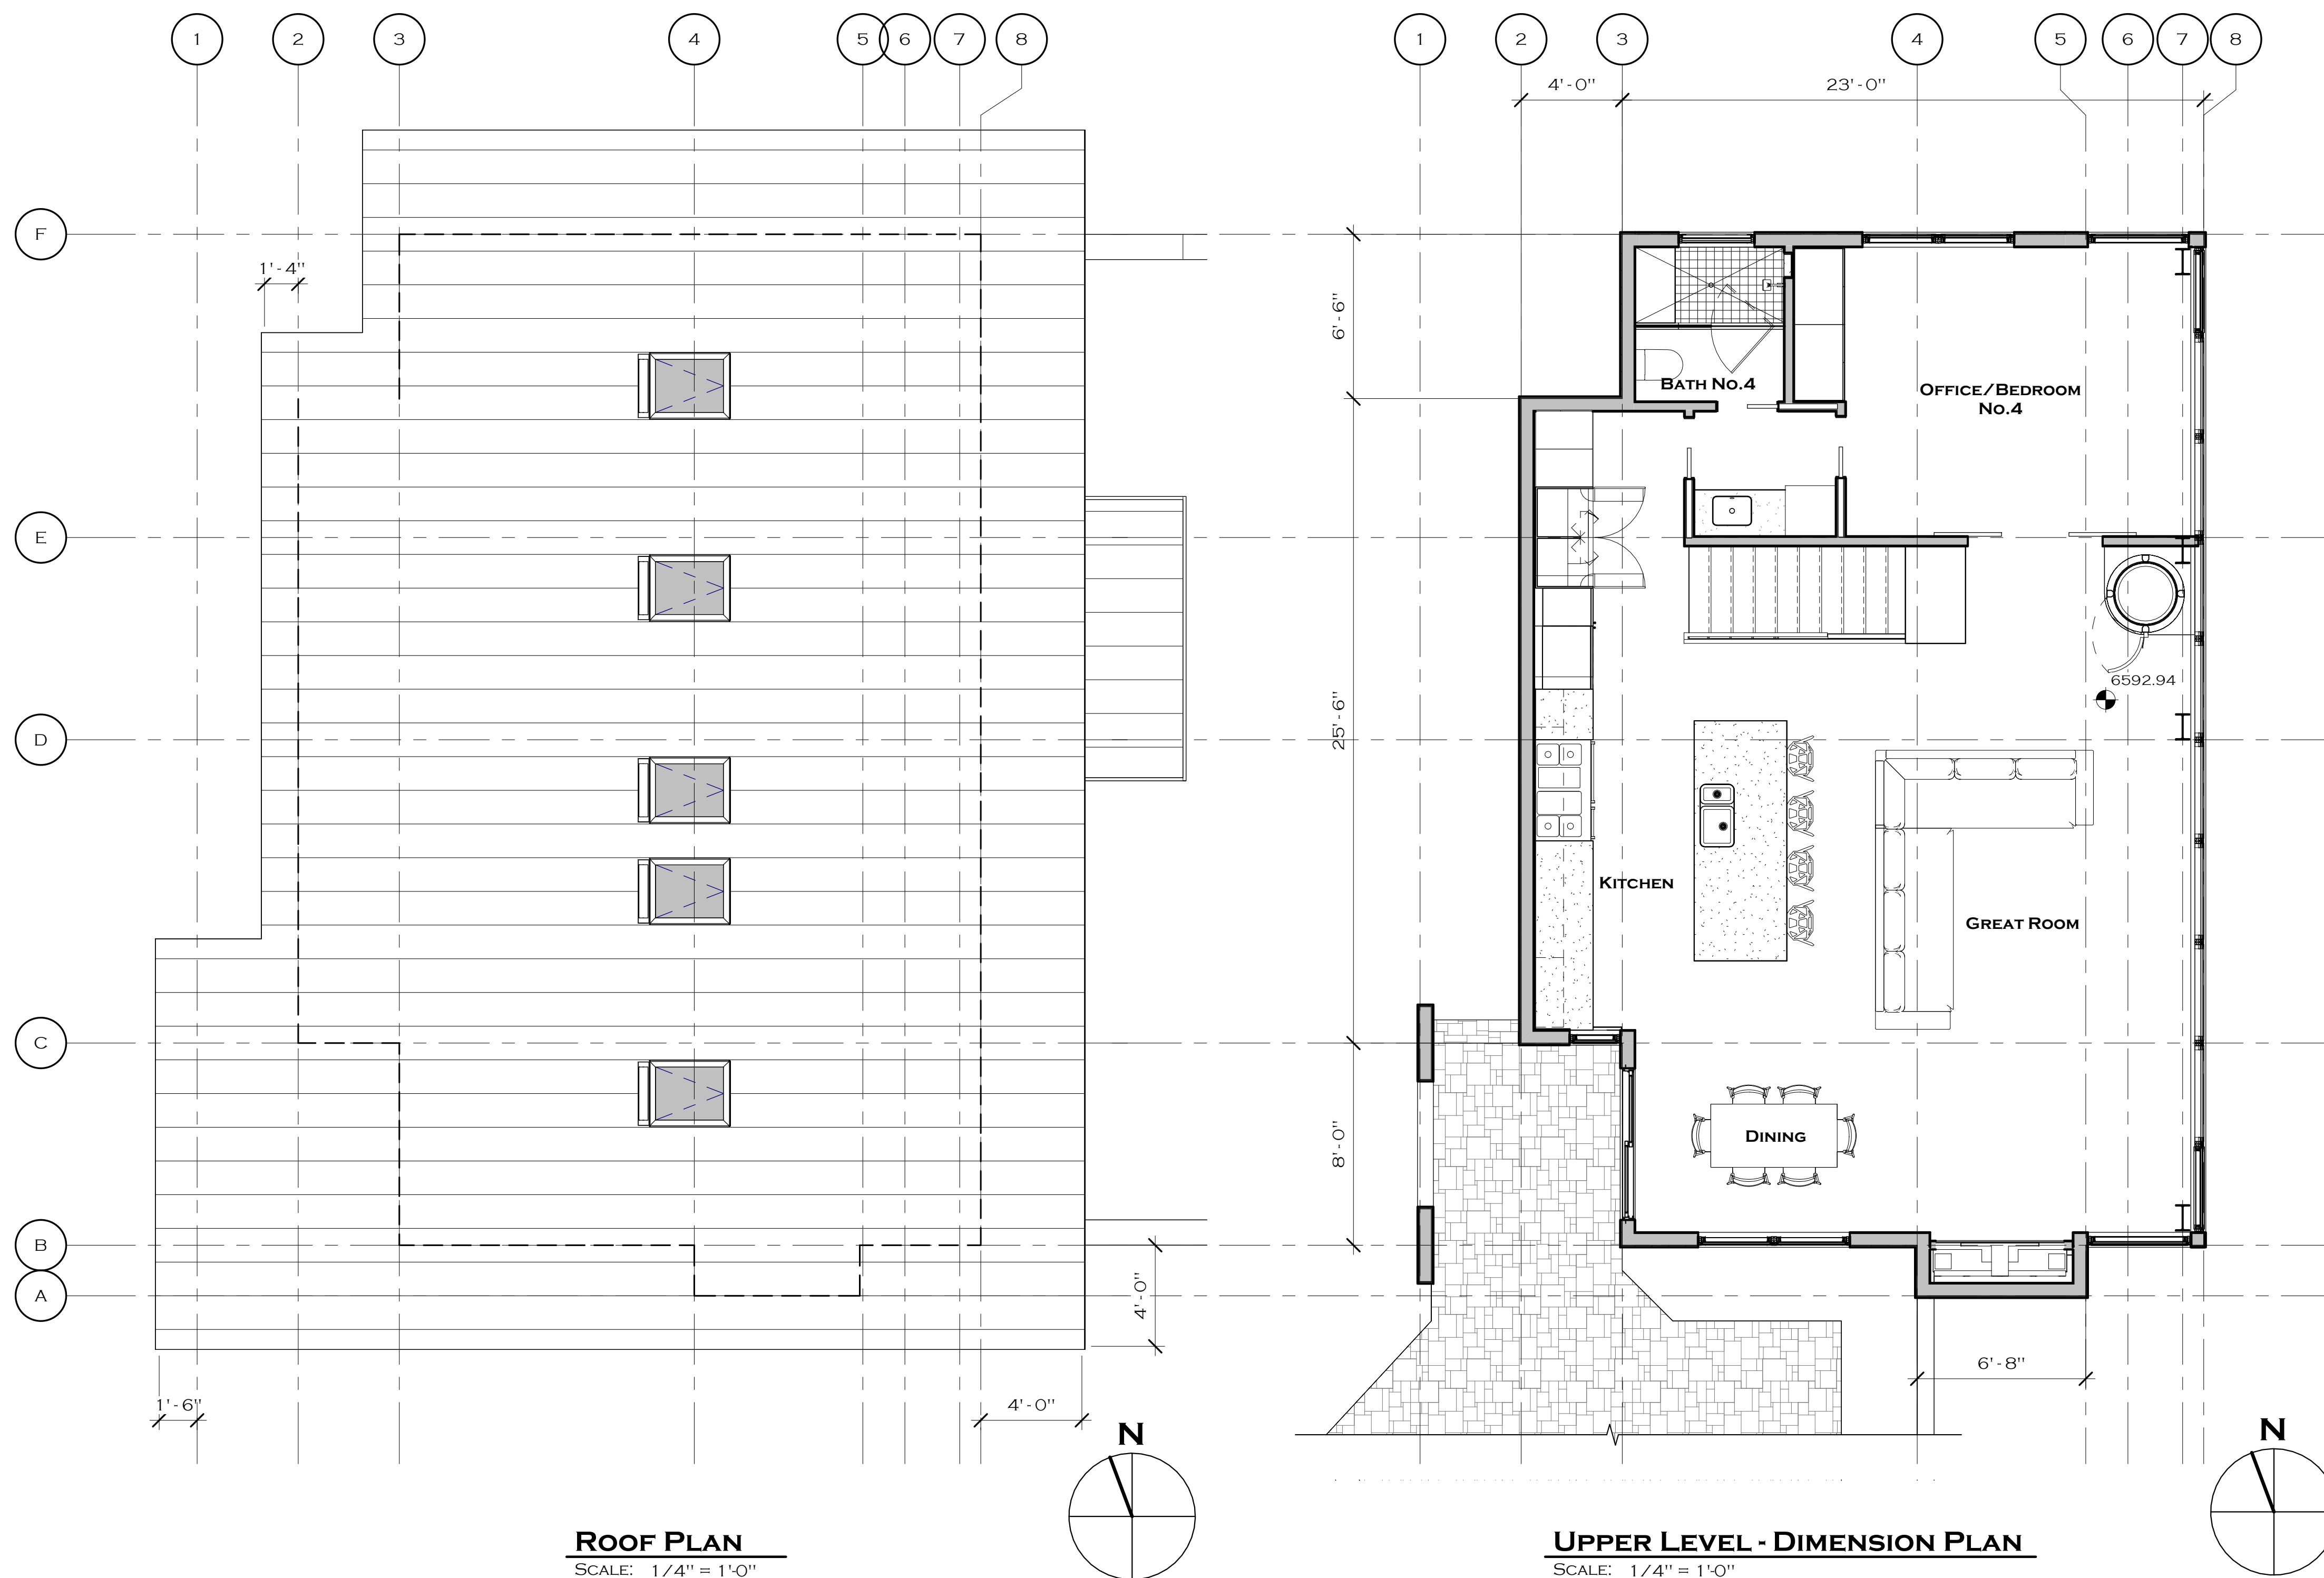 1 2 3 4 5 6 7 8
1 2 3 4 5 6 7 8
4'-0" 23'-0"
F
1'-4"
6'-6"
BATH NO.4
OFFICE/BEDROOM
NO.4
E
6592.94
25'-6"
D
KITCHEN
GREAT ROOM
C
DINING
8'-0"
B
A
4'-0"
6'-8"
1'-6"
4'-0"
N
N
ROOF PLAN
SCALE: 1/4" = 1'-0"
UPPER LEVEL - DIMENSION PLAN
SCALE: 1/4" = 1'-0"